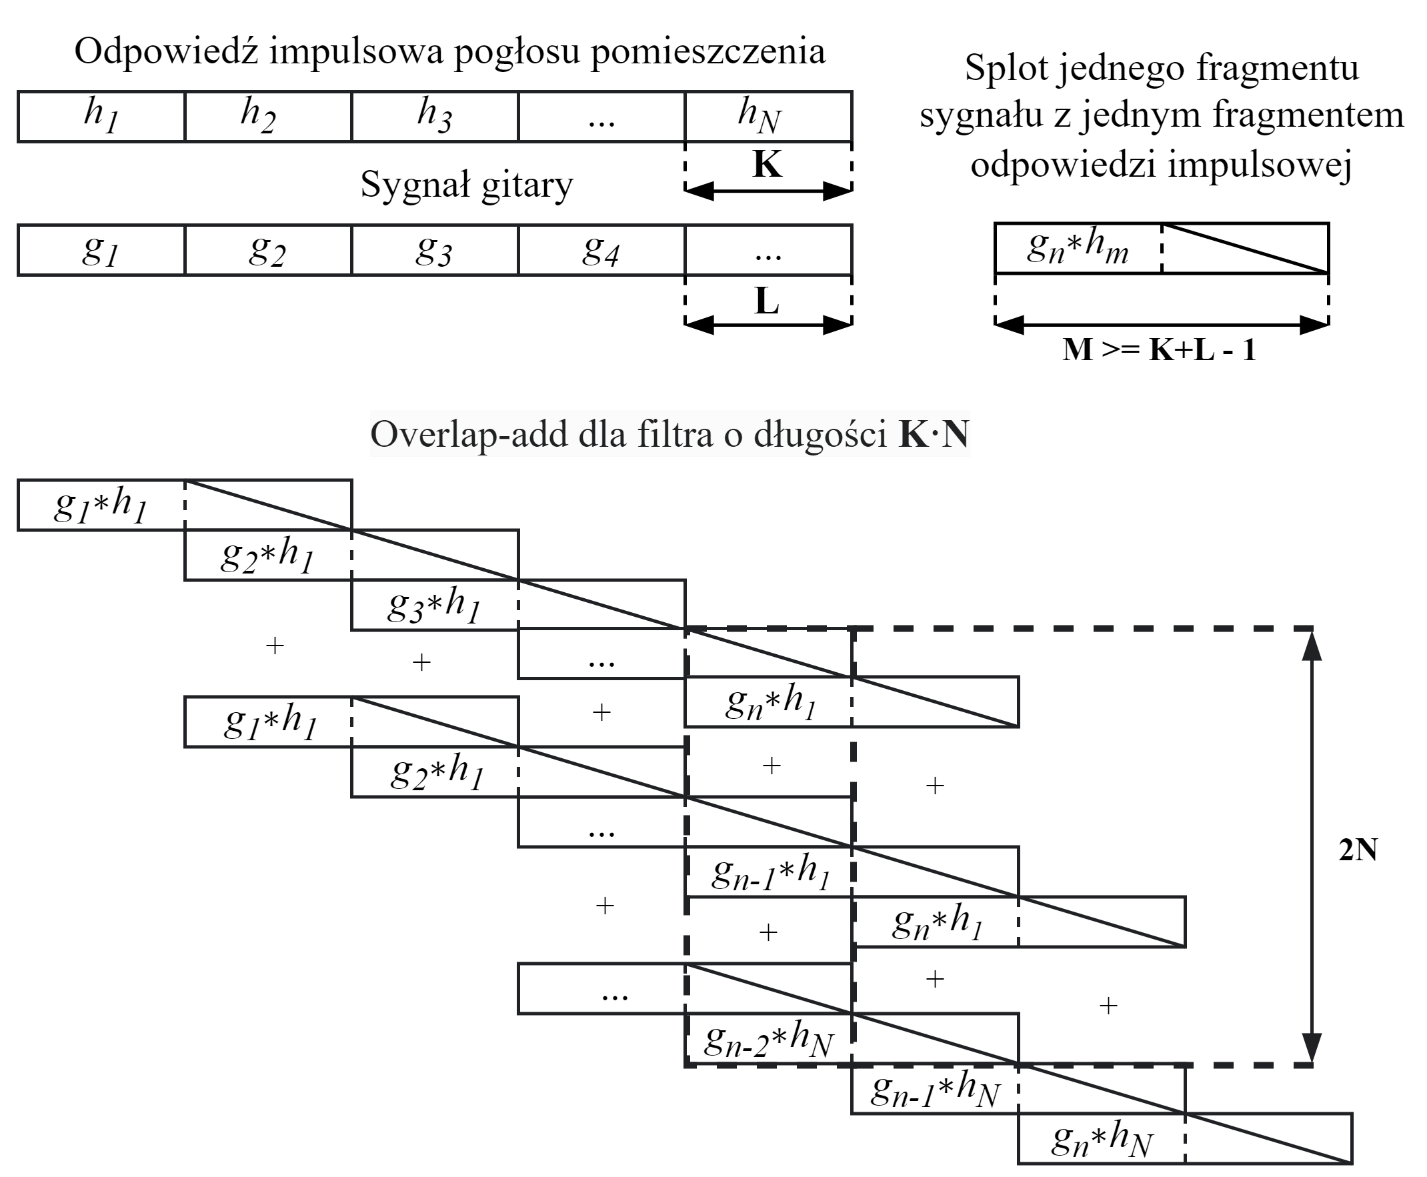 Odpowiedź impulsowa pogłosu pomieszczenia
h1 h2 h3 ... hN
K
Sygnał gitary
g1 g2 g3 g4 ...
L
Splot jednego fragmentu
sygnału z jednym fragmentem
odpowiedzi impulsowej
gn*hm
M >= K+L - 1
Overlap-add dla filtra o długości K·N
g1*h1
g2*h1
g3*h1
+ + ...
gn*h1
+
g1*h1
g2*h1
+ +
...
2N
gn-1*h1
+
gn*h1
+
+
...
+
gn-2*hN
gn-1*hN
gn*hN